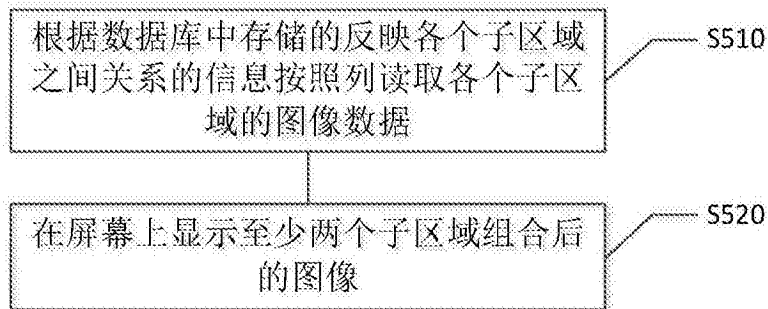 根据数据库中存储的反映各个子区域
之间关系的信息按照列读取各个子区
域的图像数据
S510
在屏幕上显示至少两个子区域组合后
的图像
S520